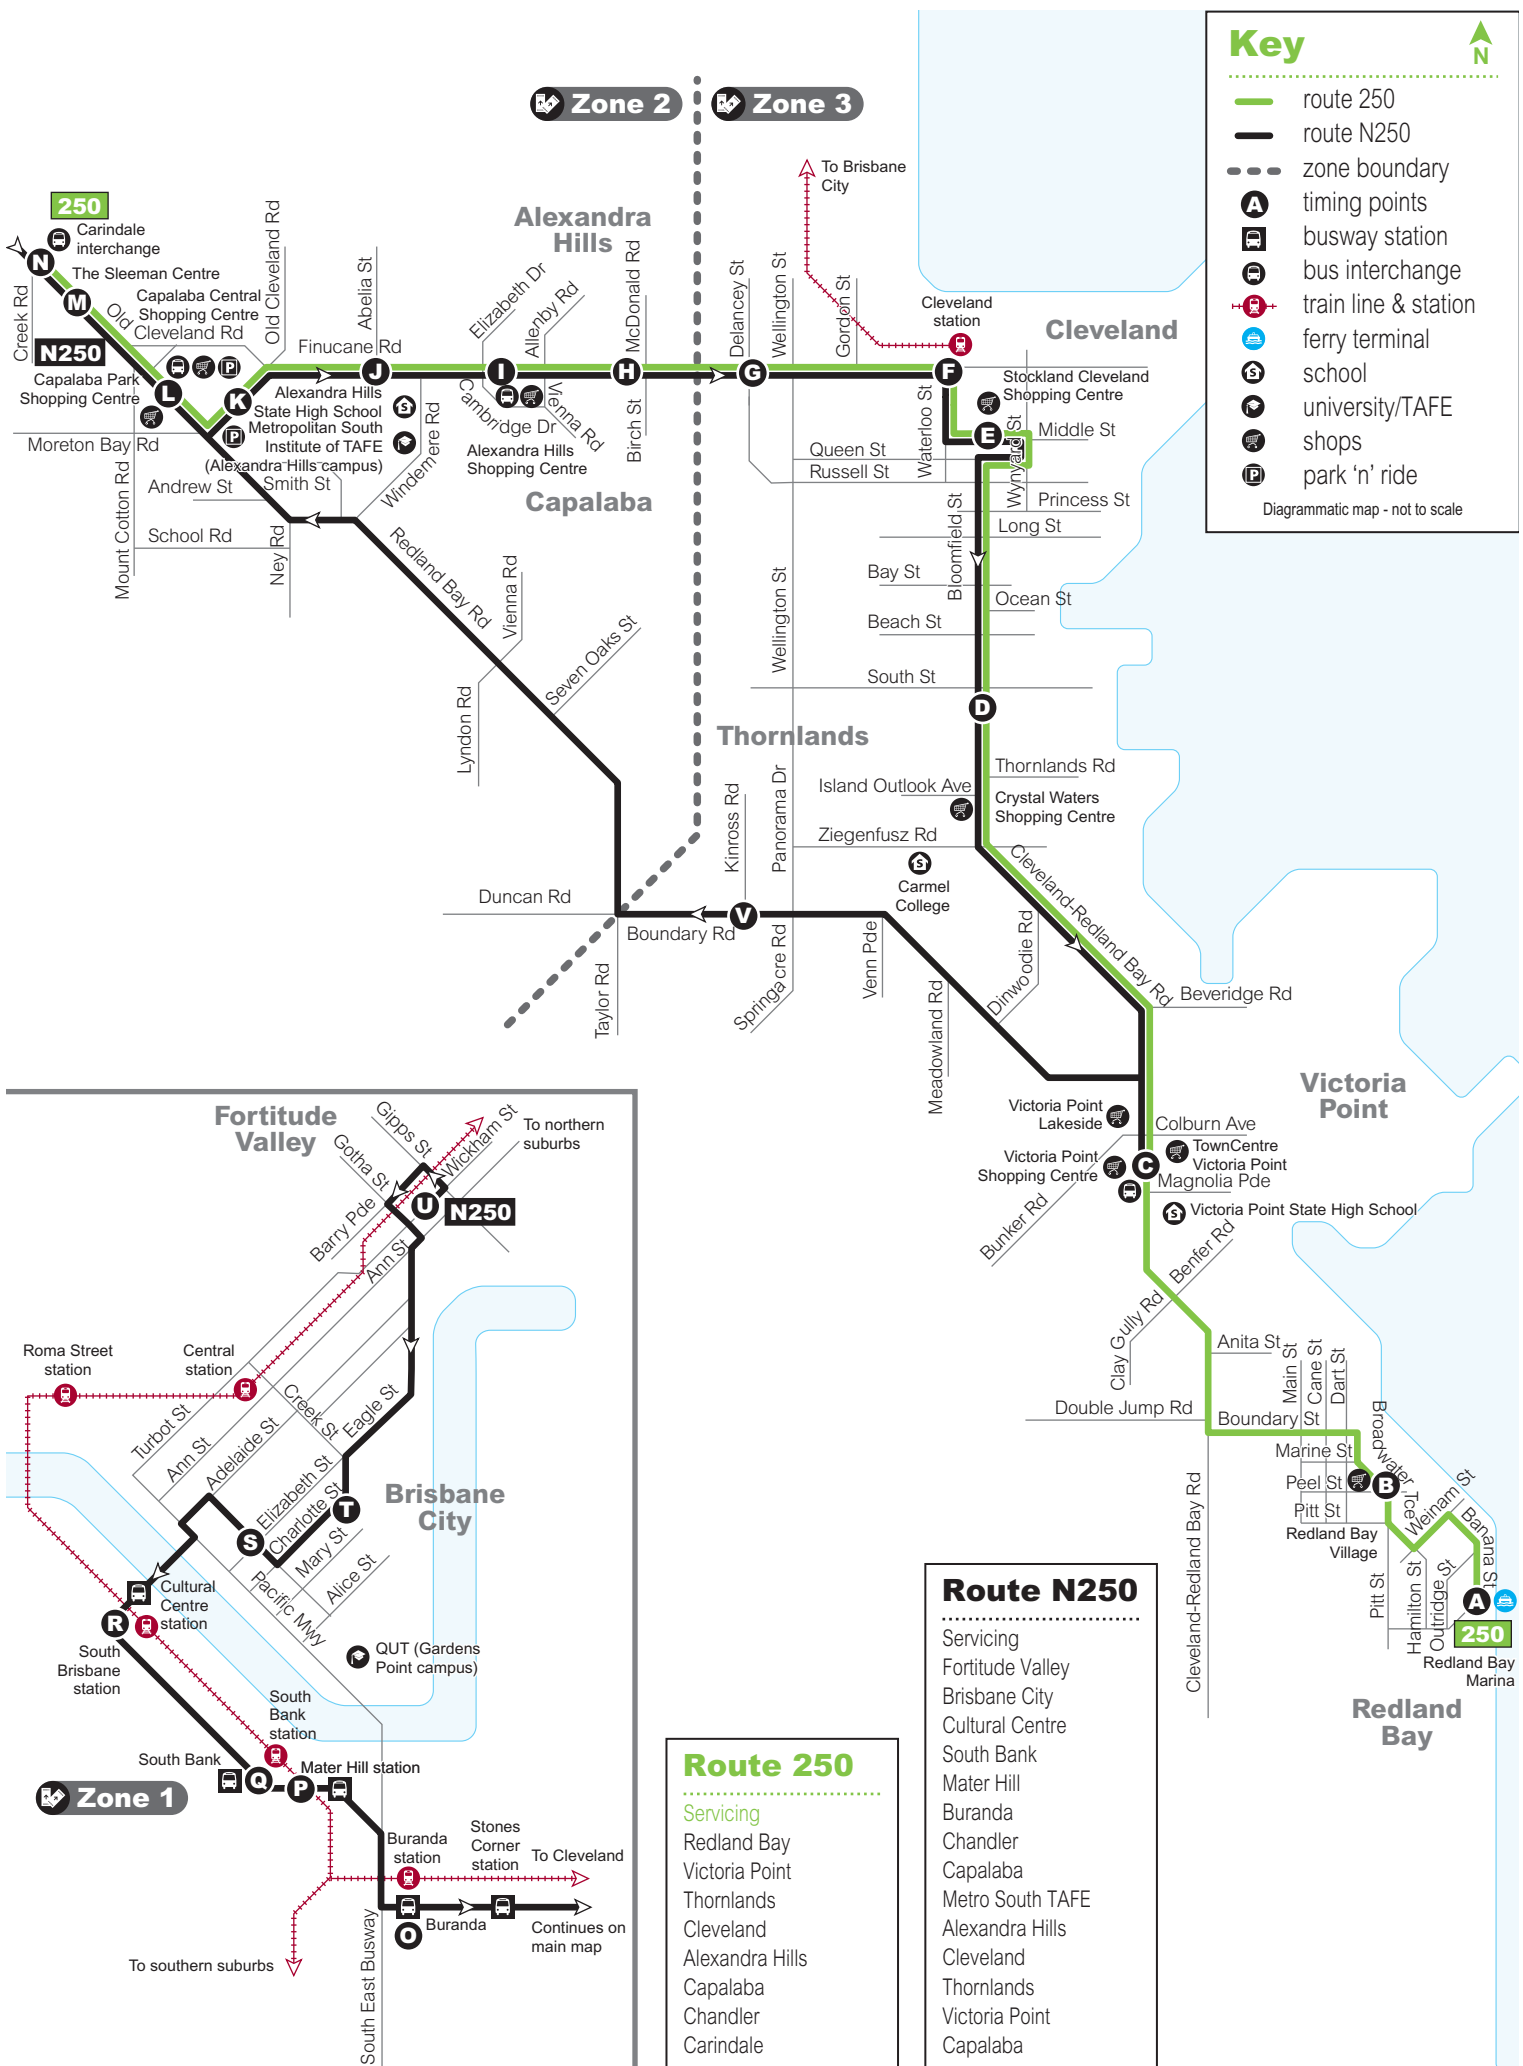 Key
N
route 250
route N250
zone boundary
A
timing points
busway station
bus interchange
train line & station
ferry terminal
S
school
university/TAFE
shops
P
park ‘n’ ride
Diagrammatic map - not to scale
Zone 2
Zone 3
To Brisbane
City
250
Carindale
interchange
N
The Sleeman Centre
M
Capalaba Central
Shopping Centre
Old
Cleveland Rd
Creek Rd
N250
Capalaba Park
Shopping Centre
L
P
K
P
Old Cleveland Rd
Finucane Rd
Abelia St
J
Alexandra Hills
State High School
S
Metropolitan South
Institute of TAFE
(Alexandra Hills campus)
Moreton Bay Rd
Mount Cotton Rd
Andrew St
Smith St
School Rd
Ney Rd
Windemere Rd
Alexandra
Hills
Elizabeth Dr
Allenby Rd
McDonald Rd
I
H
Cambridge Dr
Vienna Rd
Birch St
Alexandra Hills
Shopping Centre
Capalaba
Delancey St
Wellington St
Gordon St
G
Cleveland
station
Cleveland
F
Stockland Cleveland
Shopping Centre
E
Waterloo St
Wynyard St
Middle St
Queen St
Russell St
Princess St
Bloomfield St
Long St
Bay St
Ocean St
Beach St
South St
D
Redland Bay Rd
Vienna Rd
Seven Oaks St
Lyndon Rd
Wellington St
Thornlands
Thornlands Rd
Island Outlook Ave
Crystal Waters
Shopping Centre
Kinross Rd
Panorama Dr
Ziegenfusz Rd
S
Carmel
College
Cleveland-Redland Bay Rd
Duncan Rd
V
Boundary Rd
Taylor Rd
Springacre Rd
Venn Pde
Meadowland Rd
Dinwoodie Rd
Beveridge Rd
Victoria
Point
Victoria Point
Lakeside
Colburn Ave
TownCentre
Victoria Point
Victoria Point
Shopping Centre
C
Magnolia Pde
S
Victoria Point State High School
Bunker Rd
Benfer Rd
Clay Gully Rd
Anita St
Double Jump Rd
Boundary St
Main St
Cane St
Dart St
Broadwater Tce
Marine St
Peel St
B
Pitt St
Redland Bay
Village
Weinam St
Banana St
Pitt St
Hamilton St
Outridge St
A
250
Redland Bay
Marina
Cleveland-Redland Bay Rd
Redland
Bay
Fortitude
Valley
Gipps St
Gotha St
Wickham St
To northern
suburbs
U
N250
Barry Pde
Ann St
Roma Street
station
Central
station
Turbot St
Ann St
Adelaide St
Creek St
Eagle St
Elizabeth St
Charlotte St
Mary St
Alice St
S
T
Brisbane
City
Pacific Mwy
Cultural
Centre
station
R
South
Brisbane
station
QUT (Gardens
Point campus)
South
Bank
station
South Bank
Q
P
Mater Hill station
Zone 1
Buranda
station
Stones
Corner
station
To Cleveland
Buranda
O
Continues on
main map
To southern suburbs
South East Busway
Route 250
Servicing
Redland Bay
Victoria Point
Thornlands
Cleveland
Alexandra Hills
Capalaba
Chandler
Carindale
Route N250
Servicing
Fortitude Valley
Brisbane City
Cultural Centre
South Bank
Mater Hill
Buranda
Chandler
Capalaba
Metro South TAFE
Alexandra Hills
Cleveland
Thornlands
Victoria Point
Capalaba